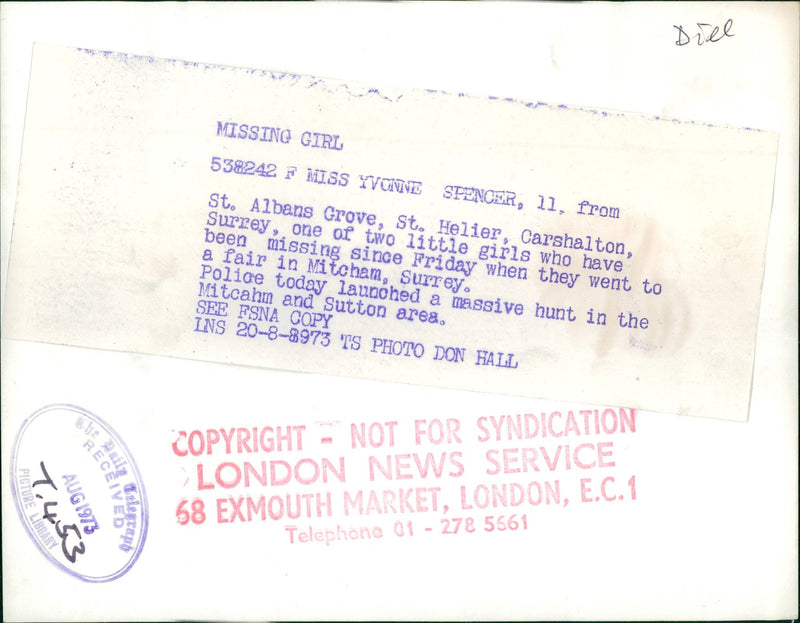 Diel
MISSING GIRL
538242 F MISS YVONNE SPENCER, 11, from
St. Albans Grove, St. Helier, Carshalton,
Surrey, one of two little girls who have
been missing since Friday when they went to
a fair in Mitcham, Surrey.
Police today launched a massive hunt in the
Mitcahm and Sutton area.
SEE FSNA COPY
LNS 20-8-8973 TS PHOTO DON HALL
COPYRIGHT - NOT FOR SYNDICATION
LONDON NEWS SERVICE
68 EXMOUTH MARKET, LONDON, E.C.1
Telephone 01 - 278 5661
The Daily Telegraph
RECEIVED
AUG 1973
T.453
PICTURE LIBRARY